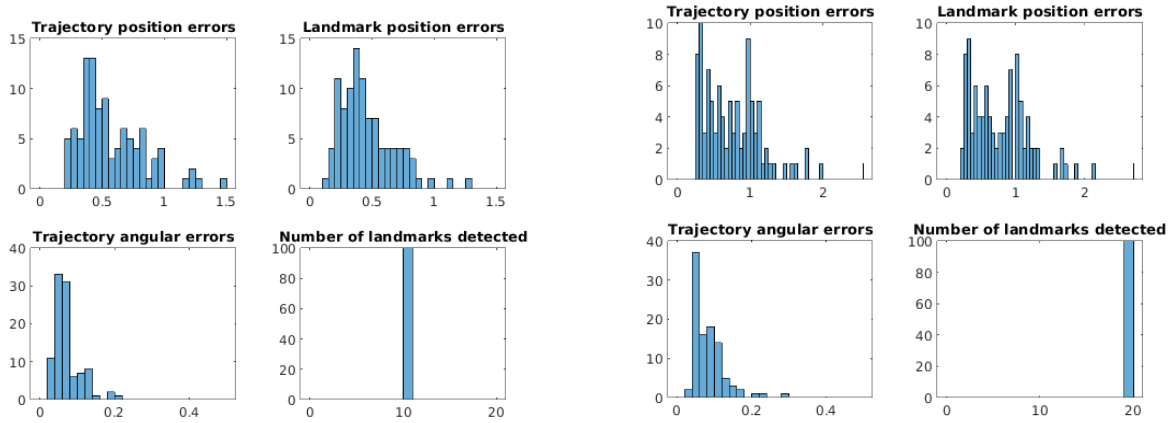 Trajectory position errors
15
10
5
0
0 0.5 1 1.5
Landmark position errors
15
10
5
0
0 0.5 1 1.5
Trajectory angular errors
40
30
20
10
0
0 0.2 0.4
Number of landmarks detected
100
80
60
40
20
0
0 10 20
Trajectory position errors
10
8
6
4
2
0
0 1 2
Landmark position errors
10
8
6
4
2
0
0 1 2
Trajectory angular errors
40
30
20
10
0
0 0.2 0.4
Number of landmarks detected
100
80
60
40
20
0
0 10 20